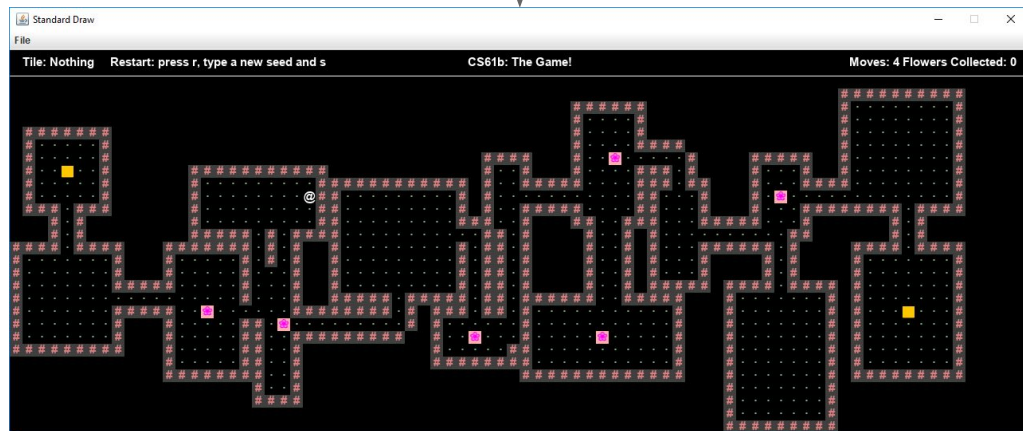 Standard Draw
File
Tile: Nothing Restart: press r, type a new seed and s CS61b: The Game! Moves: 4 Flowers Collected: 0
@